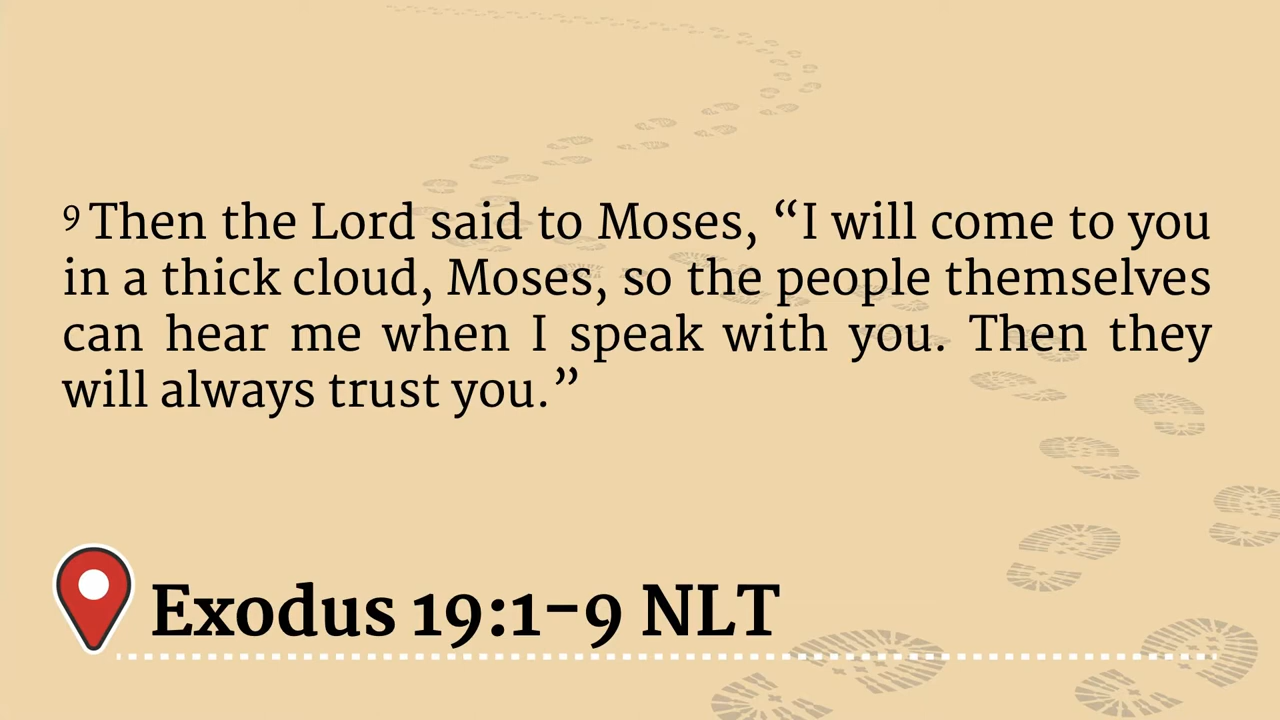 9 Then the Lord said to Moses, “I will come to you
in a thick cloud, Moses, so the people themselves
can hear me when I speak with you. Then they
will always trust you.”
Exodus 19:1–9 NLT